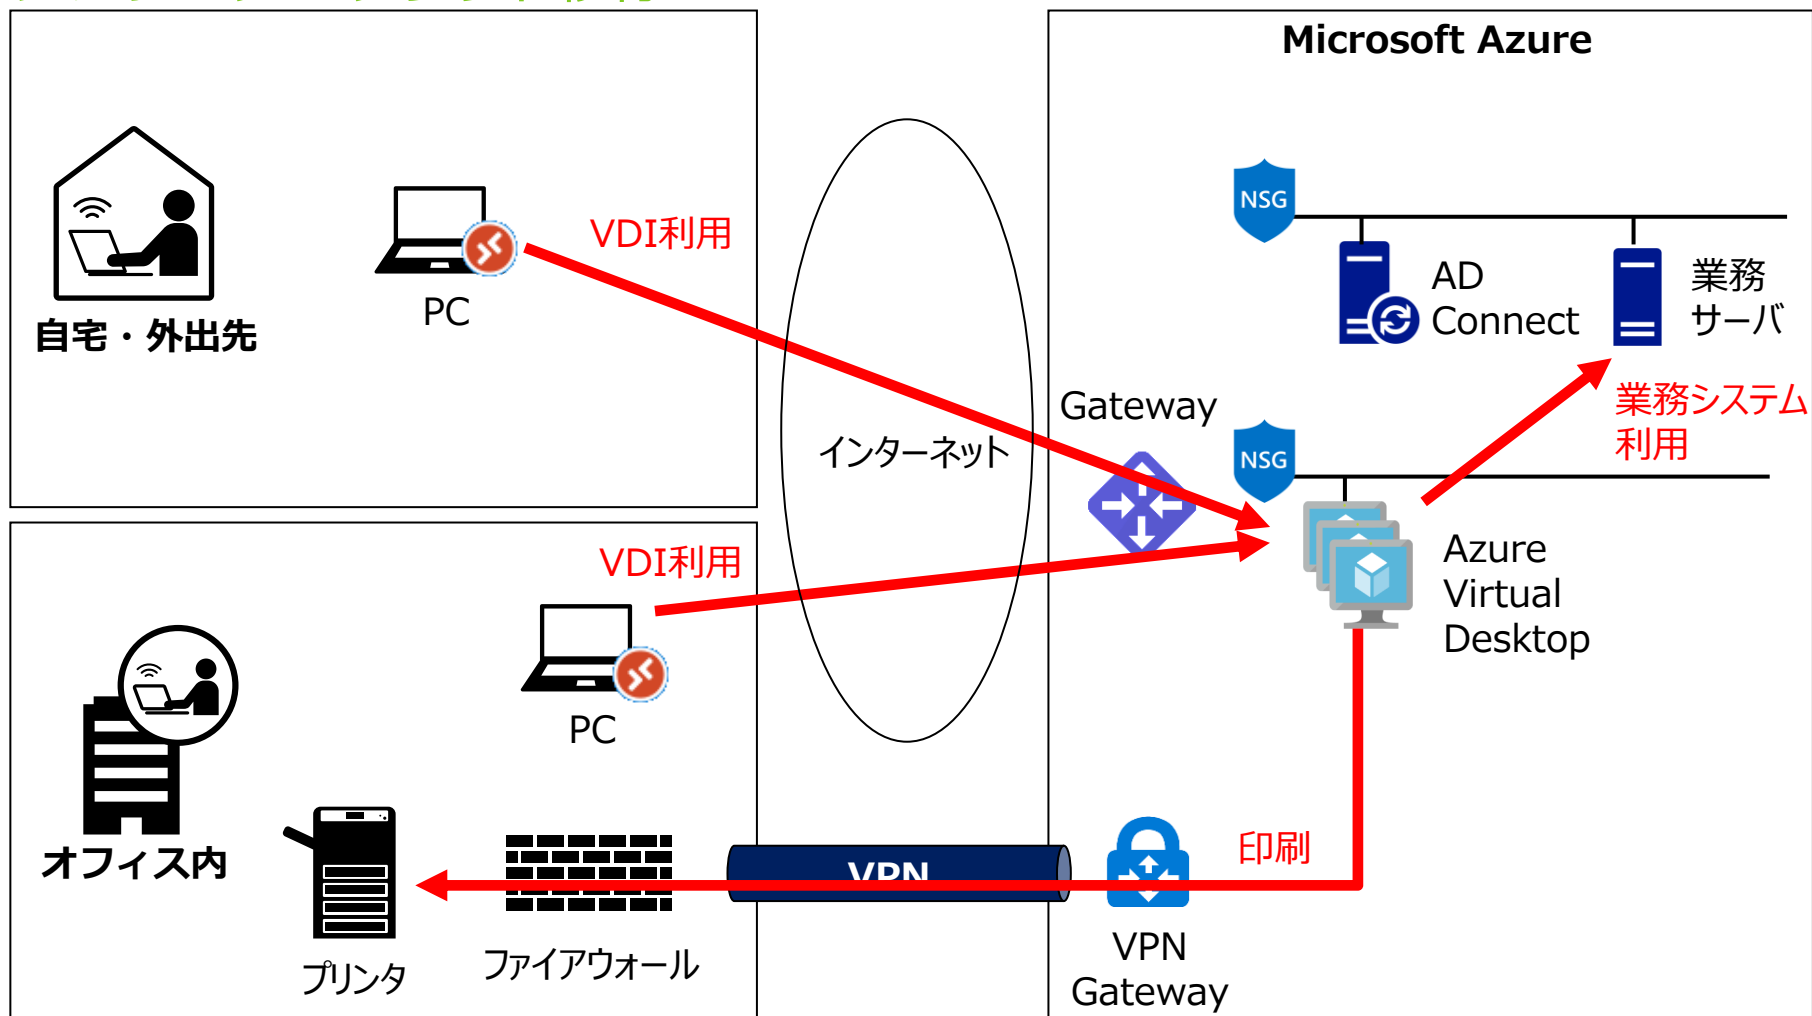 Microsoft Azure
NSG
VDI利用
PC
自宅・外出先
AD
Connect
業務
サーバ
Gateway
業務システム
利用
インターネット
NSG
VDI利用
Azure
Virtual
Desktop
PC
オフィス内
VPN
印刷
プリンタ
ファイアウォール
VPN
Gateway